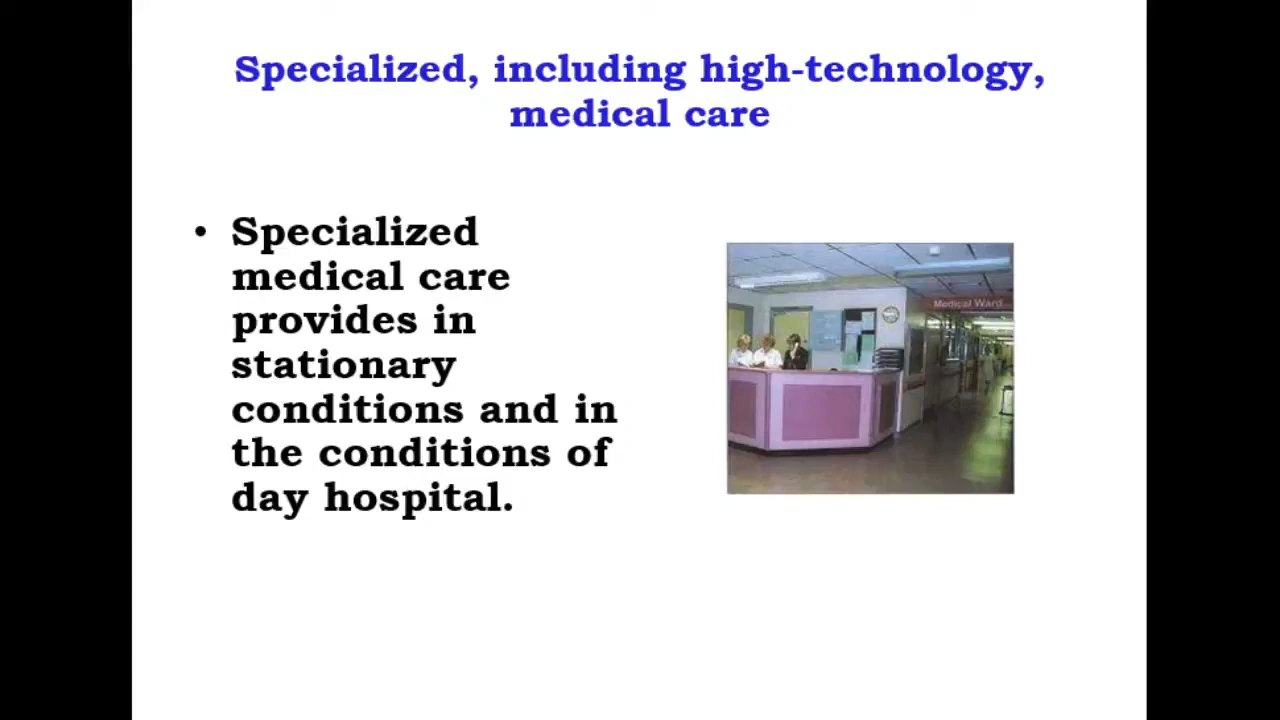 Specialized, including high-technology,
medical care
• Specialized
medical care
provides in
stationary
conditions and in
the conditions of
day hospital.
Medical Ward